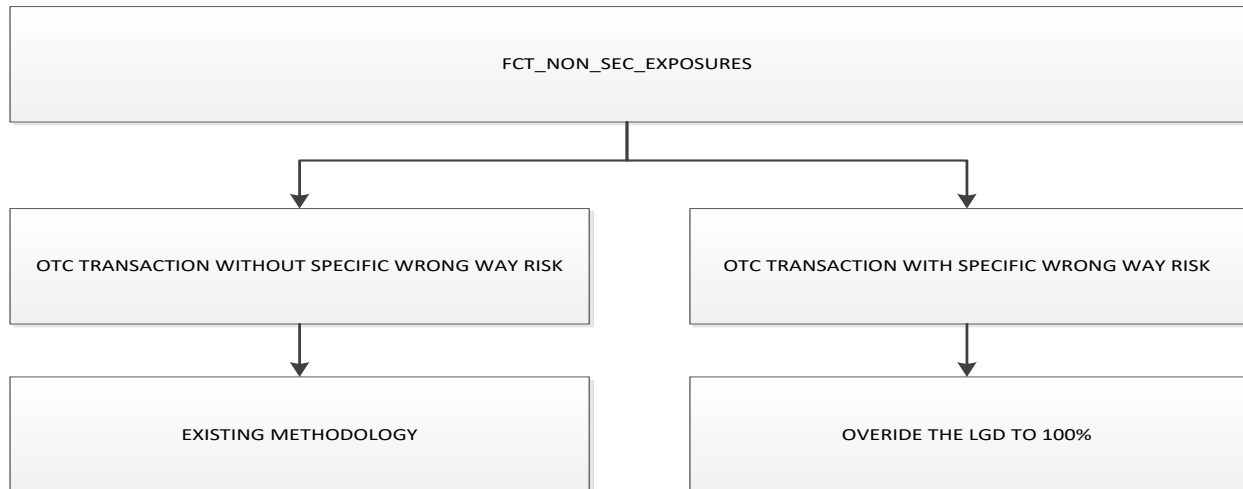 FCT_NON_SEC_EXPOSURES
OTC TRANSACTION WITHOUT SPECIFIC WRONG WAY RISK
OTC TRANSACTION WITH SPECIFIC WRONG WAY RISK
EXISTING METHODOLOGY
OVERIDE THE LGD TO 100%